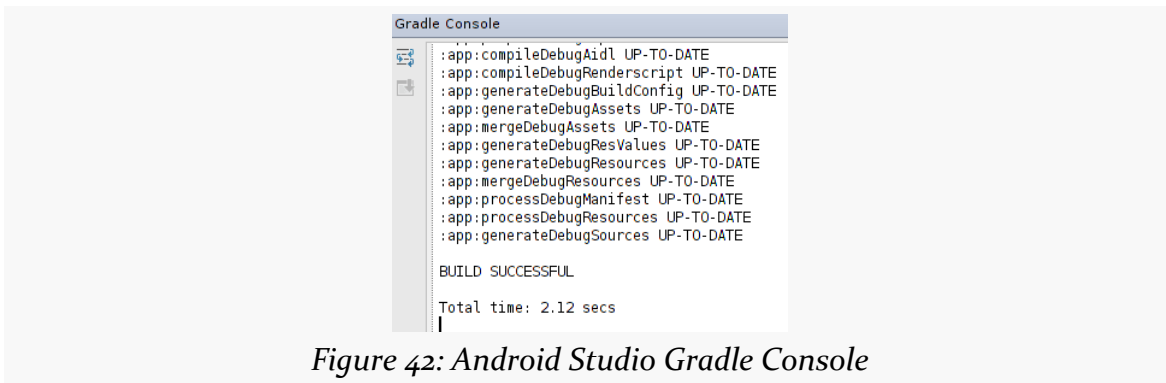 Gradle Console
:app:compileDebugAidl UP-TO-DATE
:app:compileDebugRenderscript UP-TO-DATE
:app:generateDebugBuildConfig UP-TO-DATE
:app:generateDebugAssets UP-TO-DATE
:app:mergeDebugAssets UP-TO-DATE
:app:generateDebugResValues UP-TO-DATE
:app:generateDebugResources UP-TO-DATE
:app:mergeDebugResources UP-TO-DATE
:app:processDebugManifest UP-TO-DATE
:app:processDebugResources UP-TO-DATE
:app:generateDebugSources UP-TO-DATE
BUILD SUCCESSFUL
Total time: 2.12 secs
Figure 42: Android Studio Gradle Console